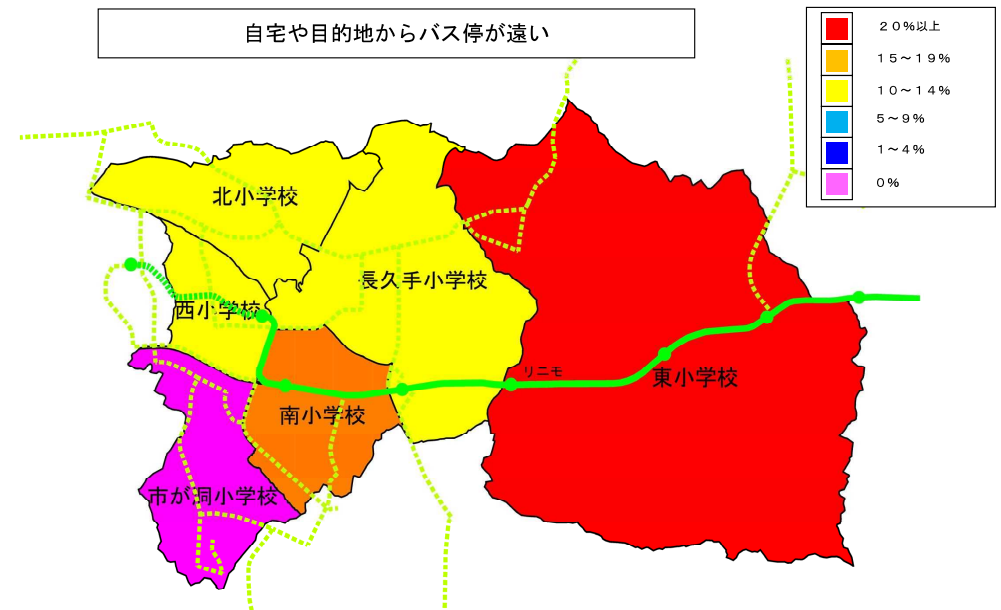 自宅や目的地からバス停が遠い
２０％以上
１５～１９％
１０～１４％
５～９％
１～４％
０％
北小学校
長久手小学校
西小学校
リニモ
東小学校
南小学校
市が洞小学校